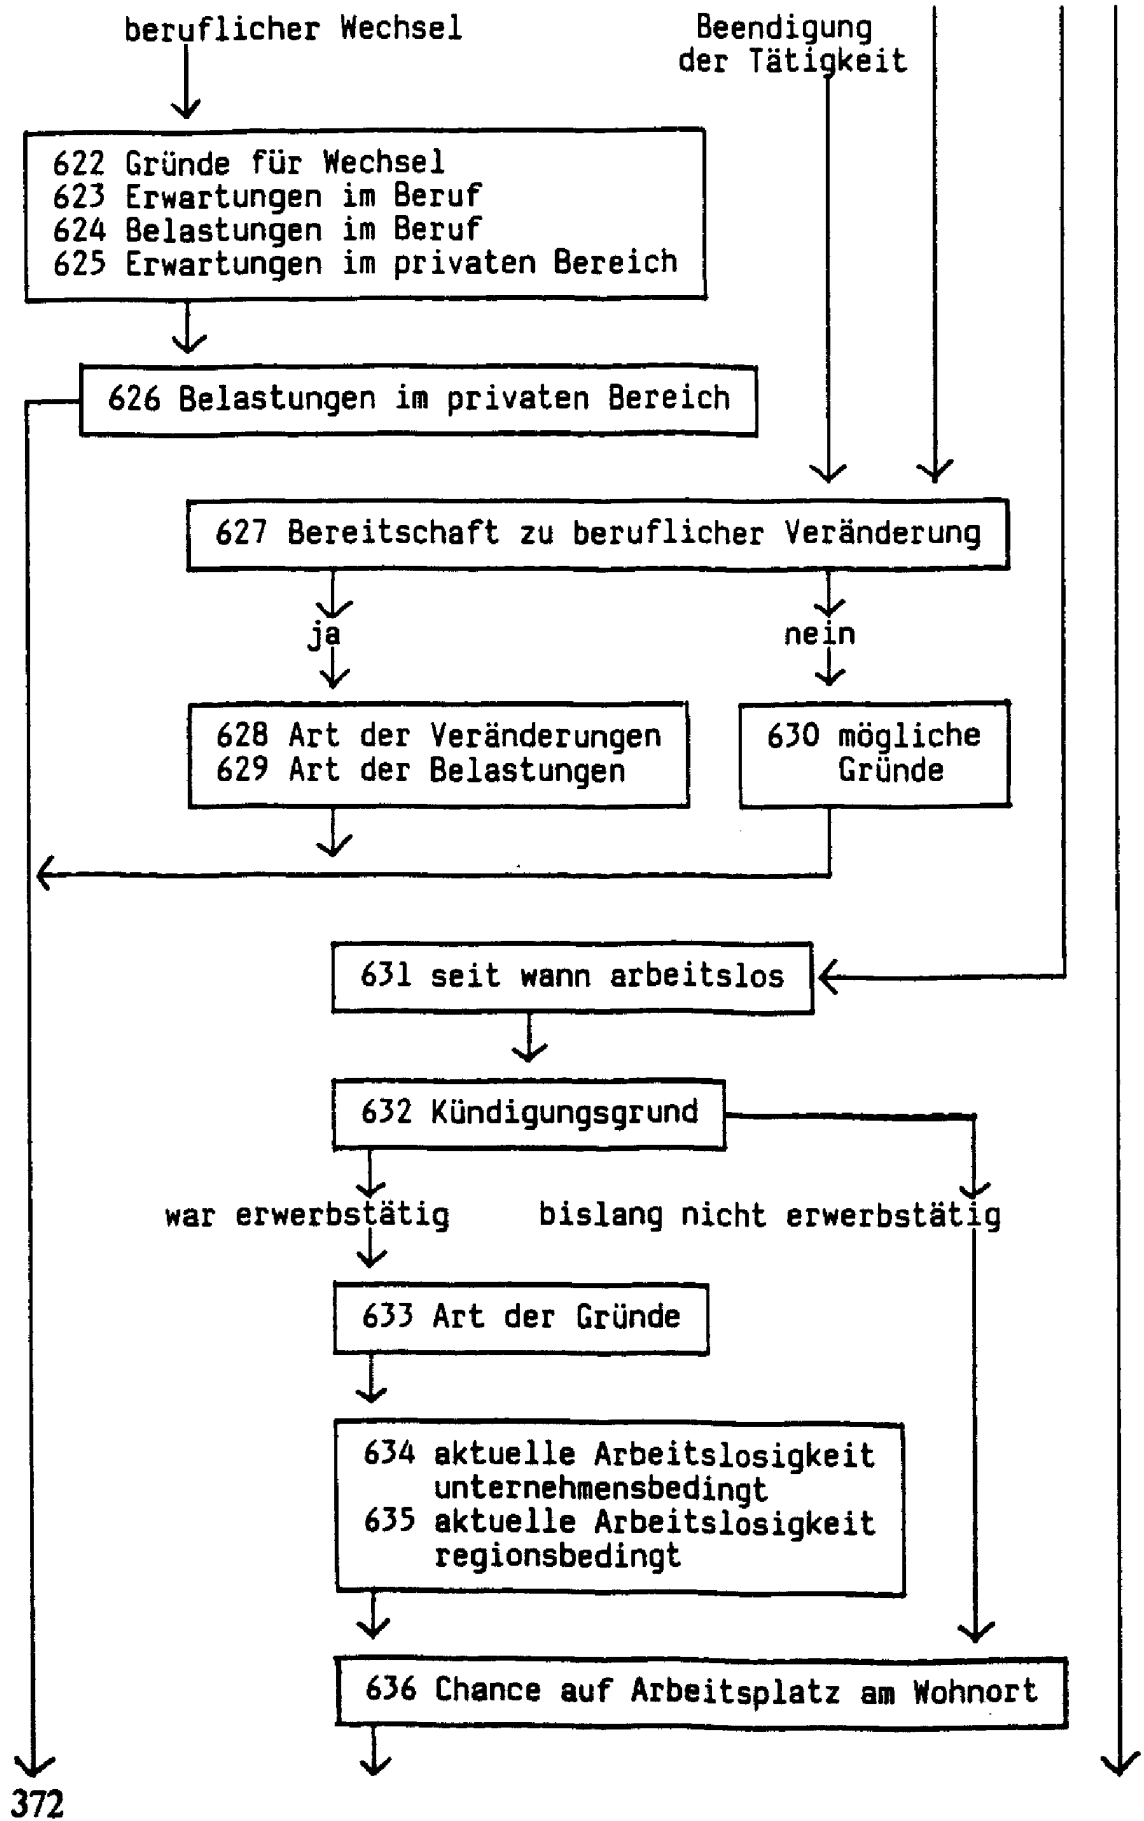 beruflicher Wechsel
Beendigung
der Tätigkeit
622 Gründe für Wechsel
623 Erwartungen im Beruf
624 Belastungen im Beruf
625 Erwartungen im privaten Bereich
626 Belastungen im privaten Bereich
627 Bereitschaft zu beruflicher Veränderung
ja
nein
628 Art der Veränderungen
629 Art der Belastungen
630 mögliche
Gründe
631 seit wann arbeitslos
632 Kündigungsgrund
war erwerbstätig
bislang nicht erwerbstätig
633 Art der Gründe
634 aktuelle Arbeitslosigkeit
unternehmensbedingt
635 aktuelle Arbeitslosigkeit
regionsbedingt
636 Chance auf Arbeitsplatz am Wohnort
372